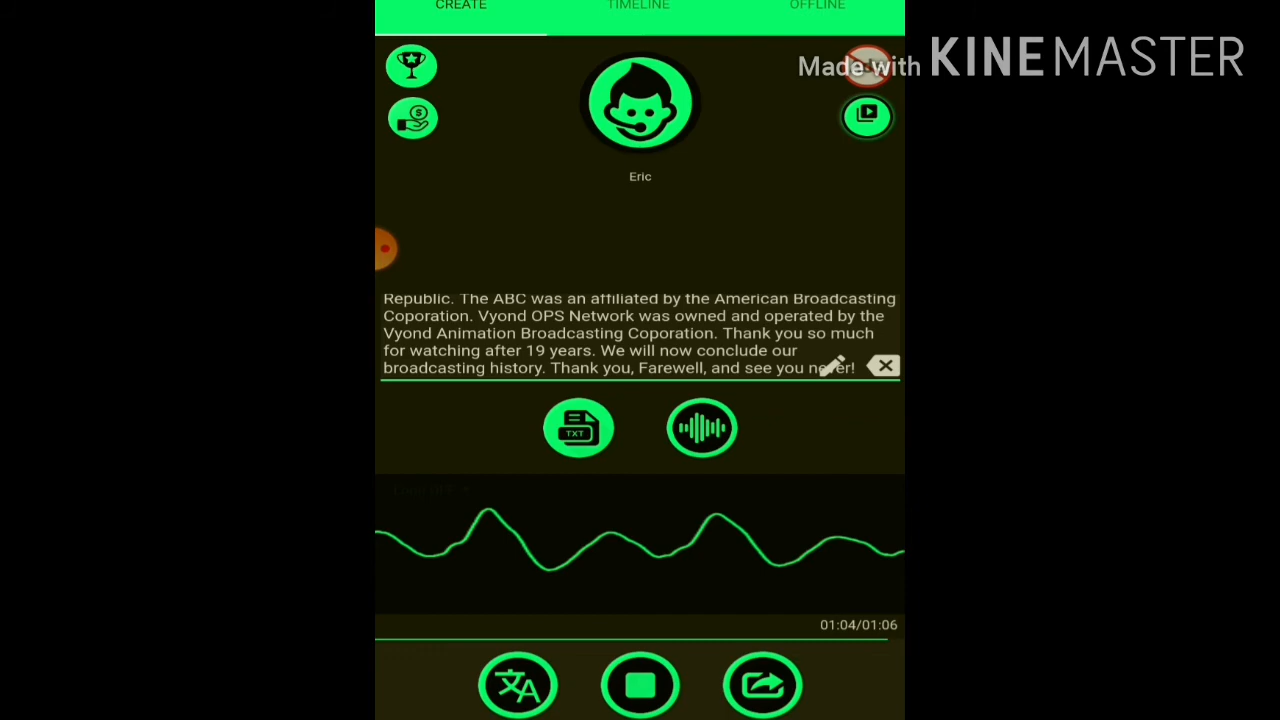 CREATE TIMELINE OFFLINE
Made with KINEMASTER
Eric
Republic. The ABC was an affiliated by the American Broadcasting
Coporation. Vyond OPS Network was owned and operated by the
Vyond Animation Broadcasting Coporation. Thank you so much
for watching after 19 years. We will now conclude our
broadcasting history. Thank you, Farewell, and see you never!
TXT
01:04/01:06